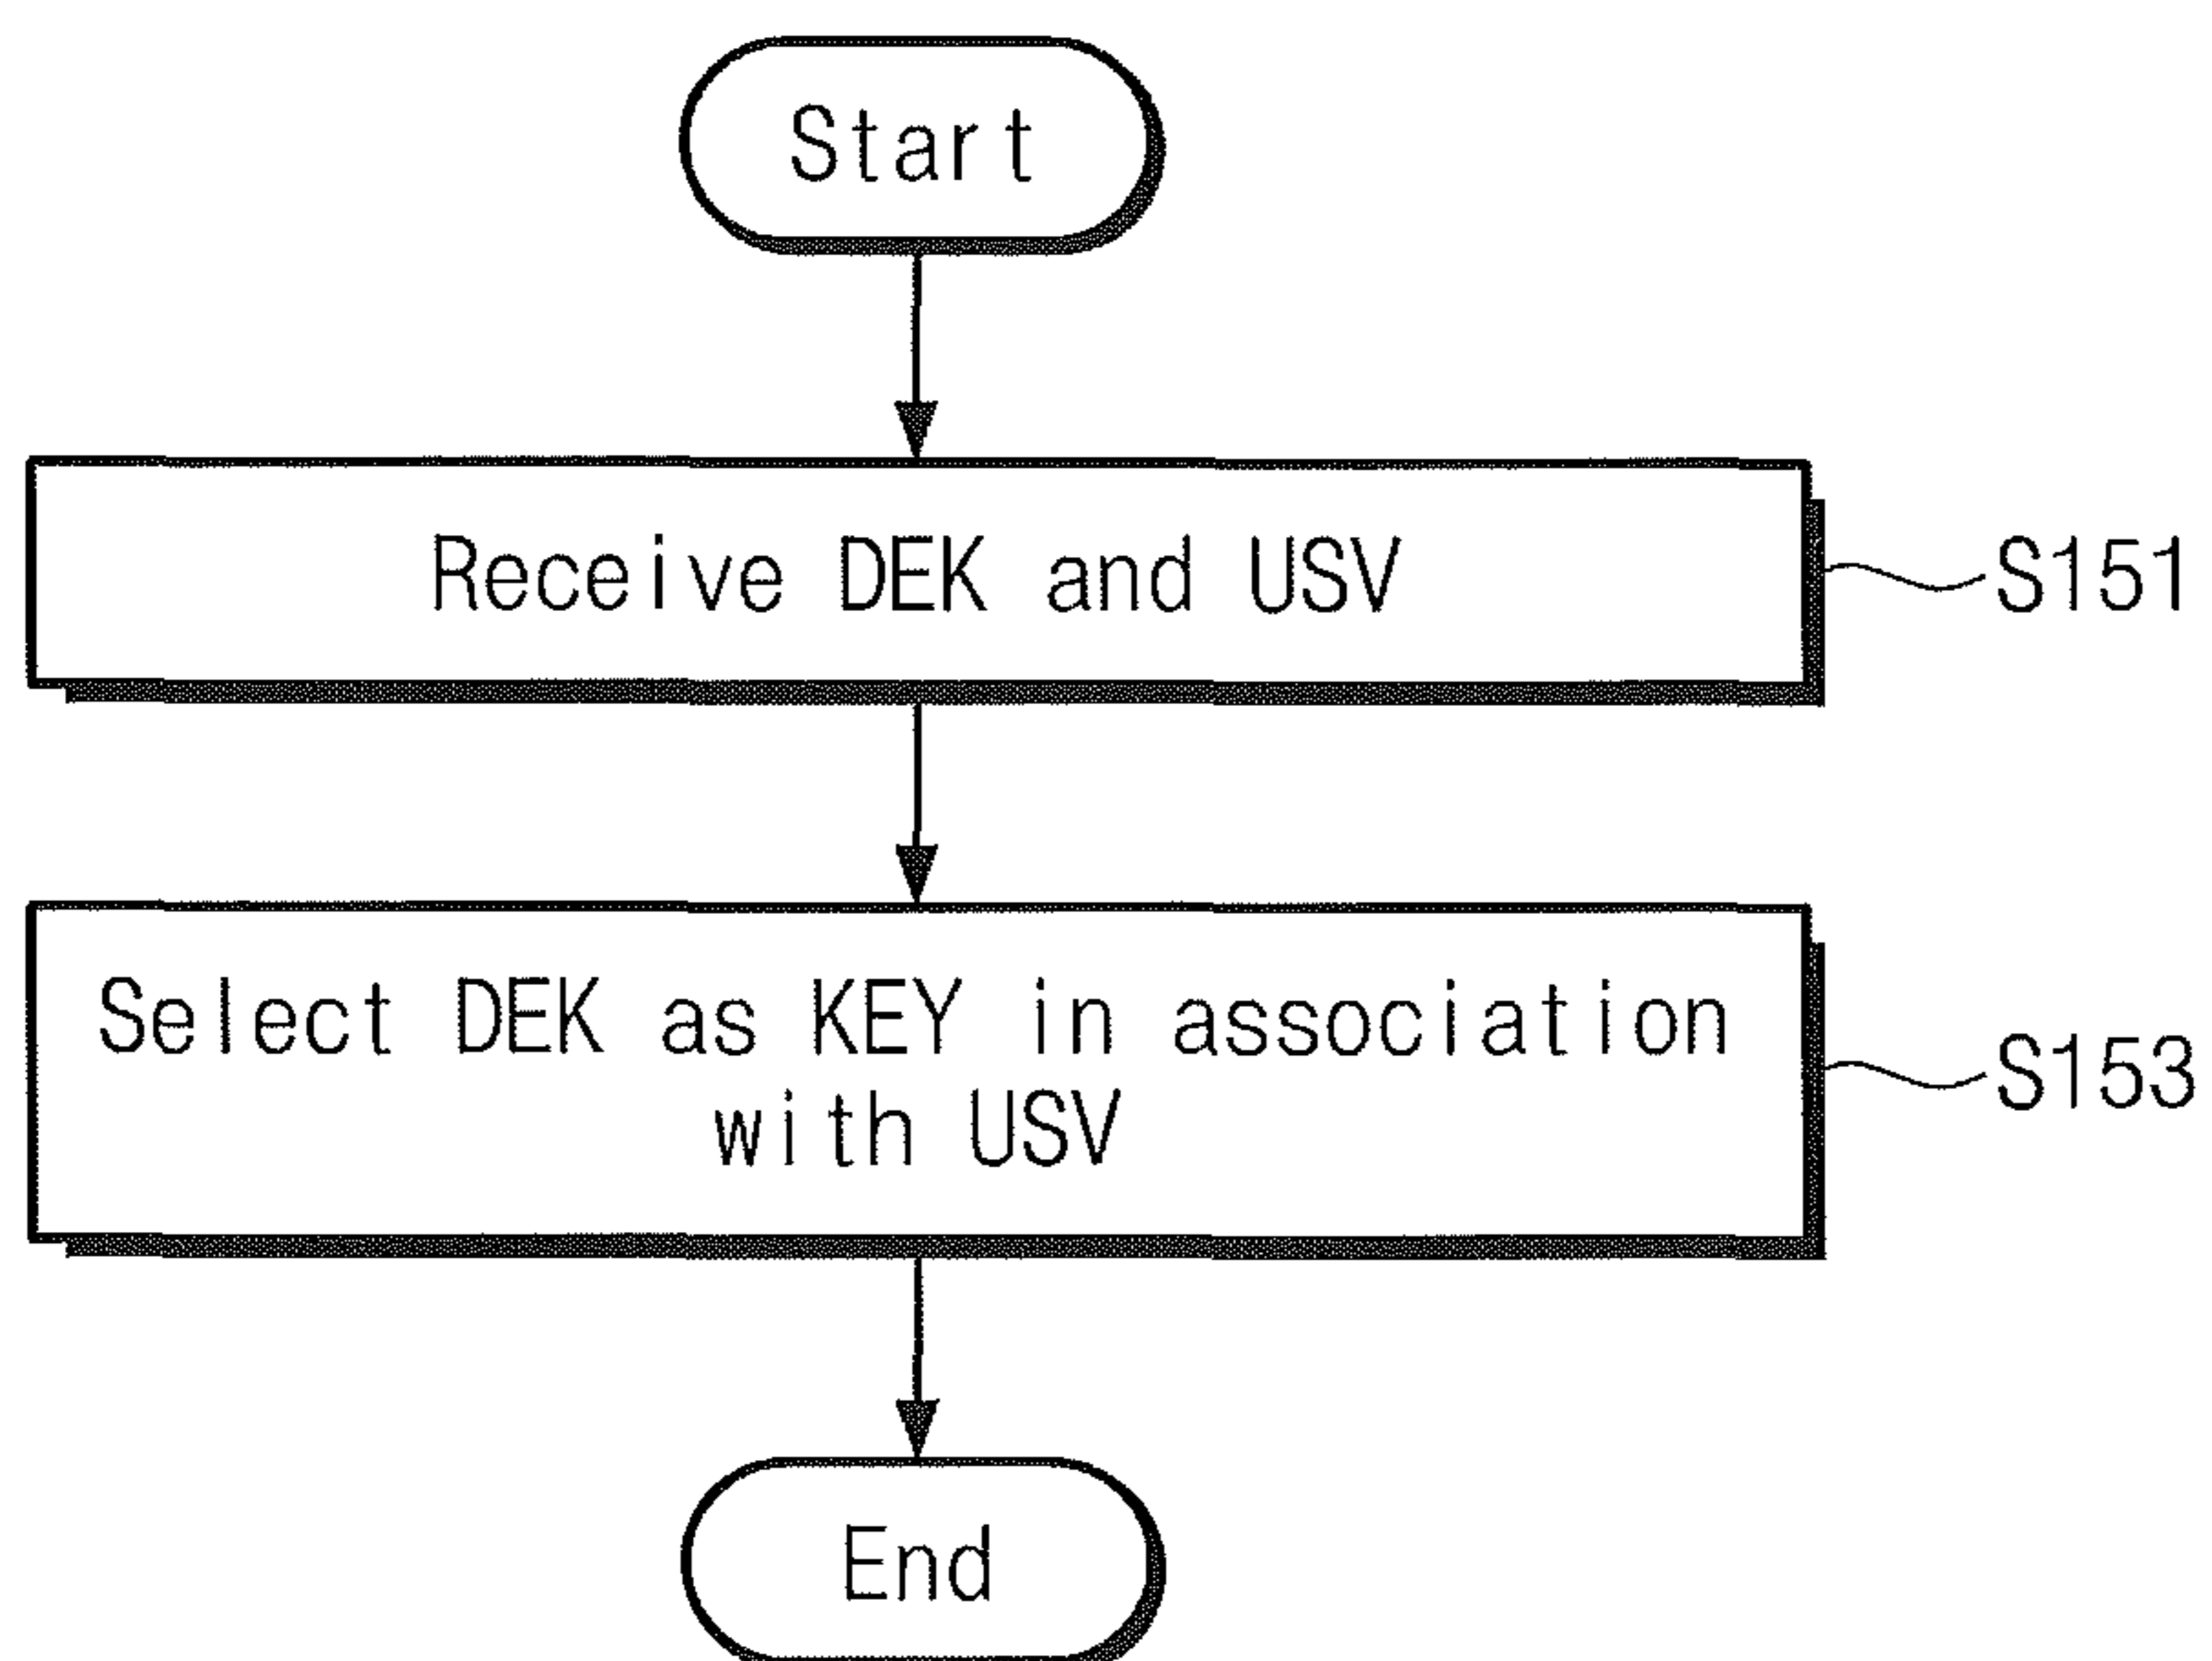 Start
Receive DEK and USV
S151
Select DEK as KEY in association
with USV
S153
End